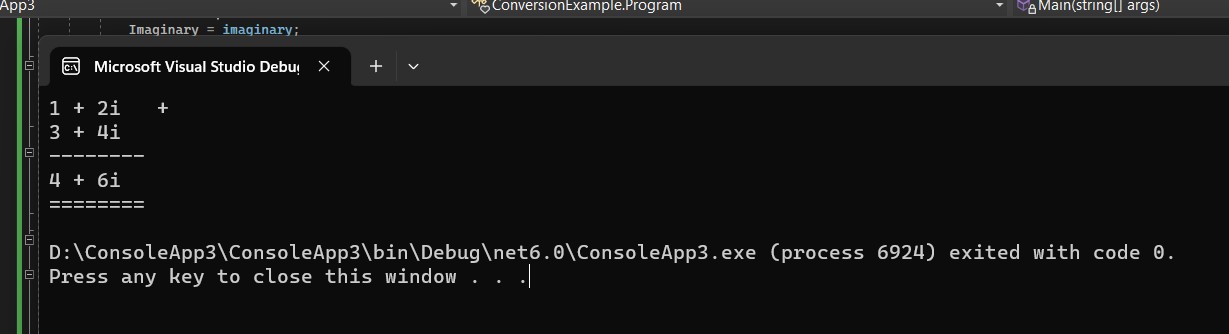 App3 ConversionExample.Program Main(string[] args)
Imaginary = imaginary;
Microsoft Visual Studio Debu
1 + 2i   +
3 + 4i
--------
4 + 6i
========
D:\ConsoleApp3\ConsoleApp3\bin\Debug\net6.0\ConsoleApp3.exe (process 6924) exited with code 0.
Press any key to close this window . . .